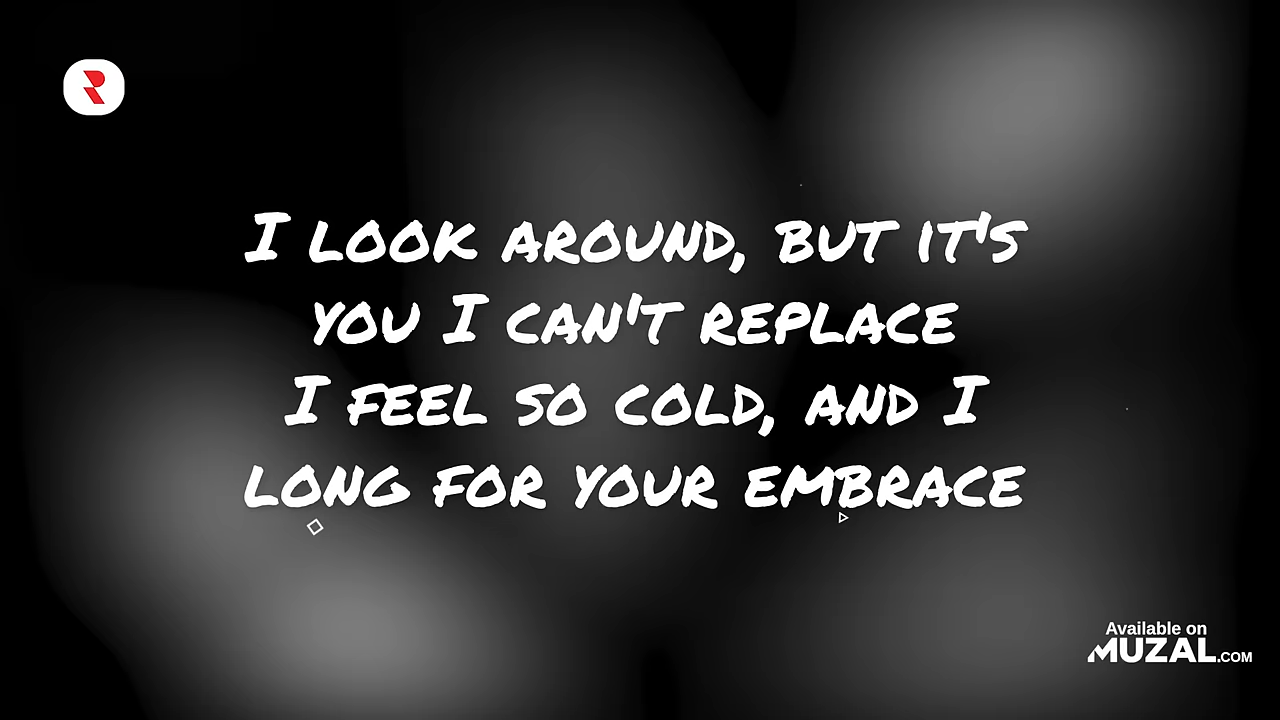 I LOOK AROUND, BUT IT'S
YOU I CAN'T REPLACE
I FEEL SO COLD, AND I
LONG FOR YOUR EMBRACE
Available on
MUZAL.COM